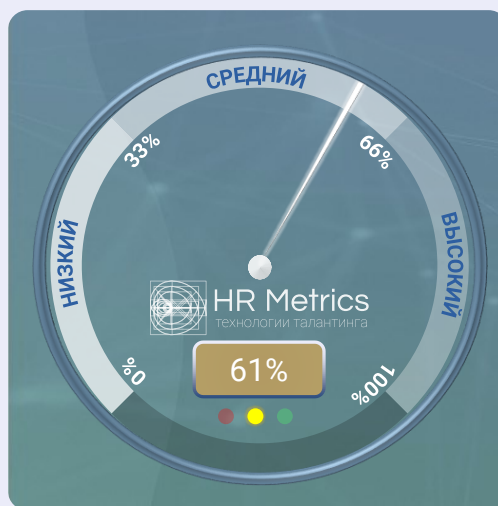 СРЕДНИЙ
33%
66%
НИЗКИЙ
ВЫСОКИЙ
HR Metrics
технологии талантинга
0%
61%
100%